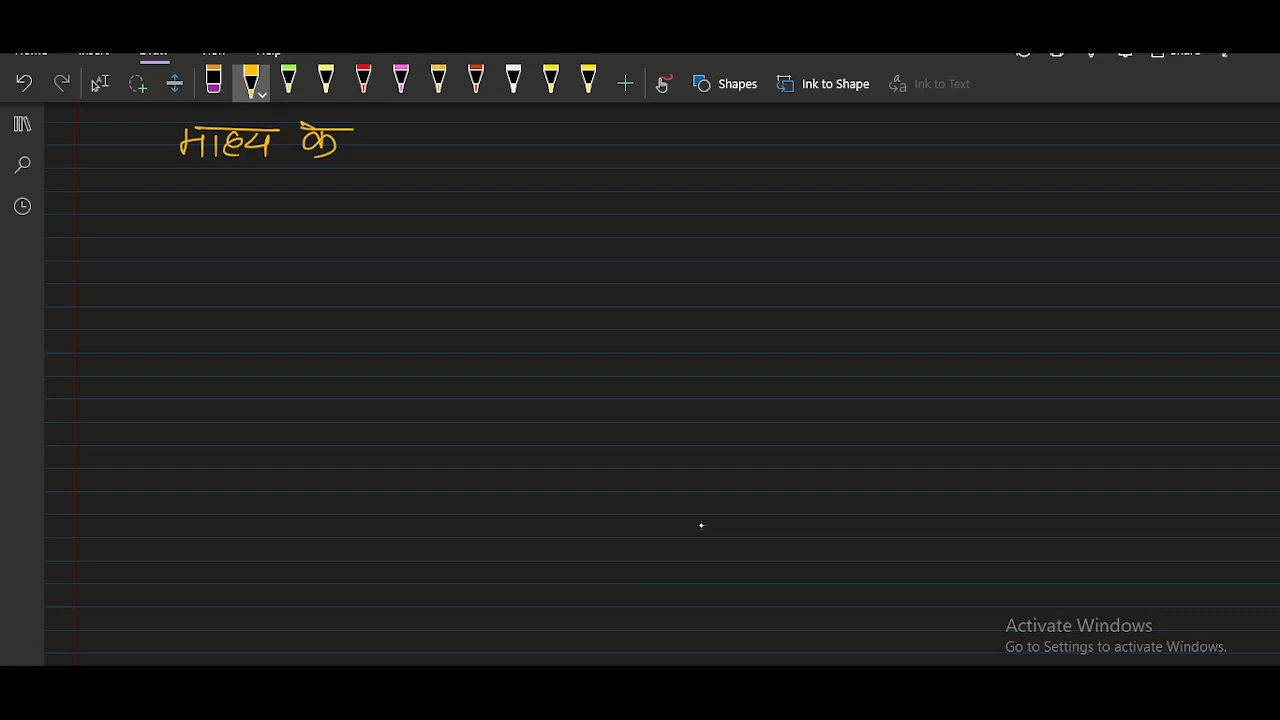 Shapes
Ink to Shape
Ink to Text
माध्य के
Activate Windows
Go to Settings to activate Windows.